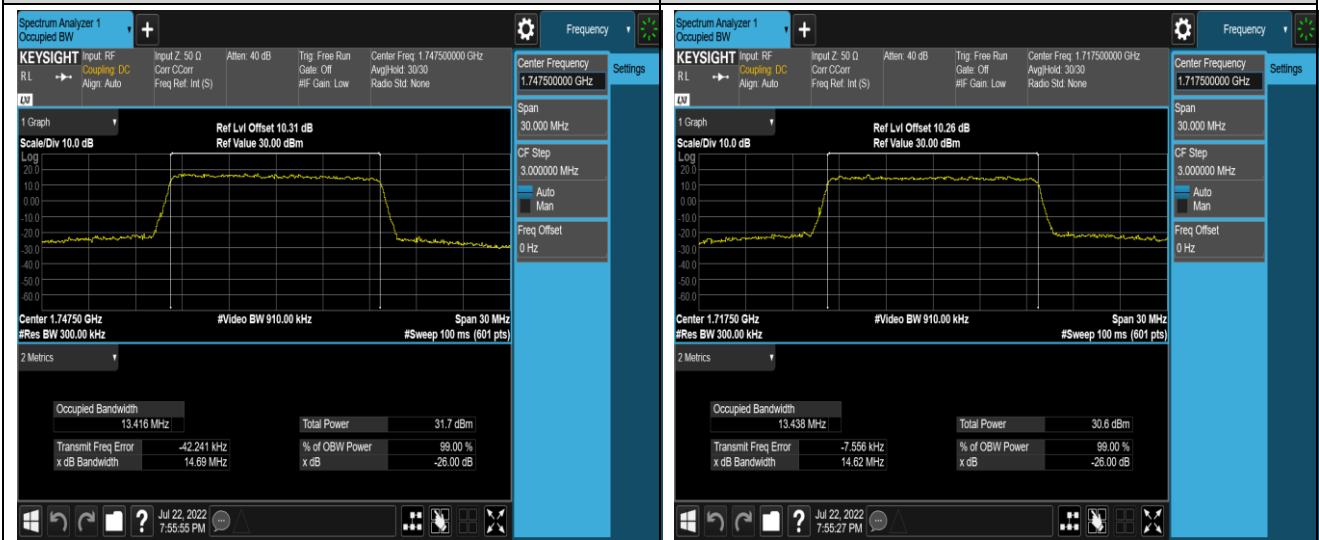 Spectrum Analyzer 1
Occupied BW
+
Frequency
KEYSIGHT
Input: RF
Input Z: 50 Ω
Atten: 40 dB
Trig: Free Run
Center Freq: 1.747500000 GHz
RL
Coupling: DC
Corr CCorr
Gate: Off
Avg|Hold: 30/30
Align: Auto
Freq Ref: Int (S)
#IF Gain: Low
Radio Std: None
LXI
Center Frequency
1.747500000 GHz
Settings
Span
30.000 MHz
CF Step
3.000000 MHz
Auto
Man
Freq Offset
0 Hz
1 Graph
Ref Lvl Offset 10.31 dB
Scale/Div 10.0 dB
Ref Value 30.00 dBm
Log
20.0
10.0
0.00
-10.0
-20.0
-30.0
-40.0
-50.0
-60.0
Center 1.74750 GHz
#Video BW 910.00 kHz
Span 30 MHz
#Res BW 300.00 kHz
#Sweep 100 ms (601 pts)
2 Metrics
Occupied Bandwidth
13.416 MHz
Total Power 31.7 dBm
Transmit Freq Error -42.241 kHz
% of OBW Power 99.00 %
x dB Bandwidth 14.69 MHz
x dB -26.00 dB
?
Jul 22, 2022
7:55:55 PM
Spectrum Analyzer 1
Occupied BW
+
Frequency
KEYSIGHT
Input: RF
Input Z: 50 Ω
Atten: 40 dB
Trig: Free Run
Center Freq: 1.717500000 GHz
RL
Coupling: DC
Corr CCorr
Gate: Off
Avg|Hold: 30/30
Align: Auto
Freq Ref: Int (S)
#IF Gain: Low
Radio Std: None
LXI
Center Frequency
1.717500000 GHz
Settings
Span
30.000 MHz
CF Step
3.000000 MHz
Auto
Man
Freq Offset
0 Hz
1 Graph
Ref Lvl Offset 10.26 dB
Scale/Div 10.0 dB
Ref Value 30.00 dBm
Log
20.0
10.0
0.00
-10.0
-20.0
-30.0
-40.0
-50.0
-60.0
Center 1.71750 GHz
#Video BW 910.00 kHz
Span 30 MHz
#Res BW 300.00 kHz
#Sweep 100 ms (601 pts)
2 Metrics
Occupied Bandwidth
13.438 MHz
Total Power 30.6 dBm
Transmit Freq Error -7.556 kHz
% of OBW Power 99.00 %
x dB Bandwidth 14.62 MHz
x dB -26.00 dB
?
Jul 22, 2022
7:55:27 PM